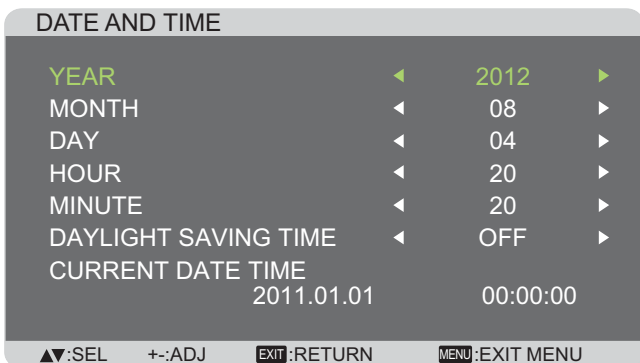 DATE AND TIME
YEAR ◀ 2012 ▶
MONTH ◀ 08 ▶
DAY ◀ 04 ▶
HOUR ◀ 20 ▶
MINUTE ◀ 20 ▶
DAYLIGHT SAVING TIME ◀ OFF ▶
CURRENT DATE TIME
2011.01.01 00:00:00
▲▼:SEL +-:ADJ EXIT:RETURN MENU:EXIT MENU